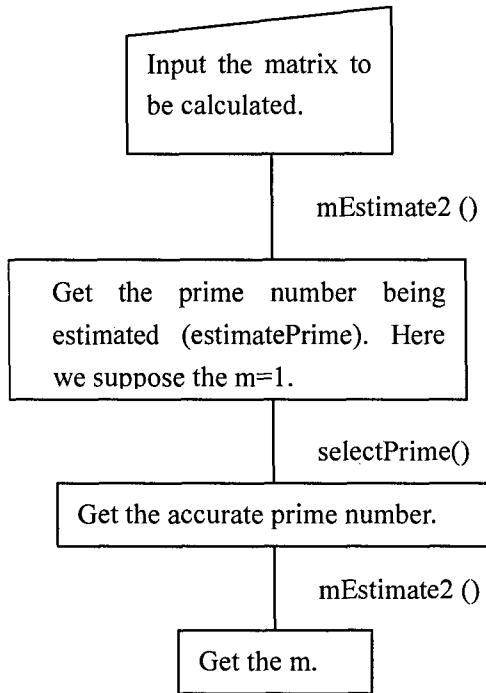 Input the matrix to
be calculated.
mEstimate2 ()
Get the prime number being
estimated (estimatePrime). Here
we suppose the m=1.
selectPrime()
Get the accurate prime number.
mEstimate2 ()
Get the m.